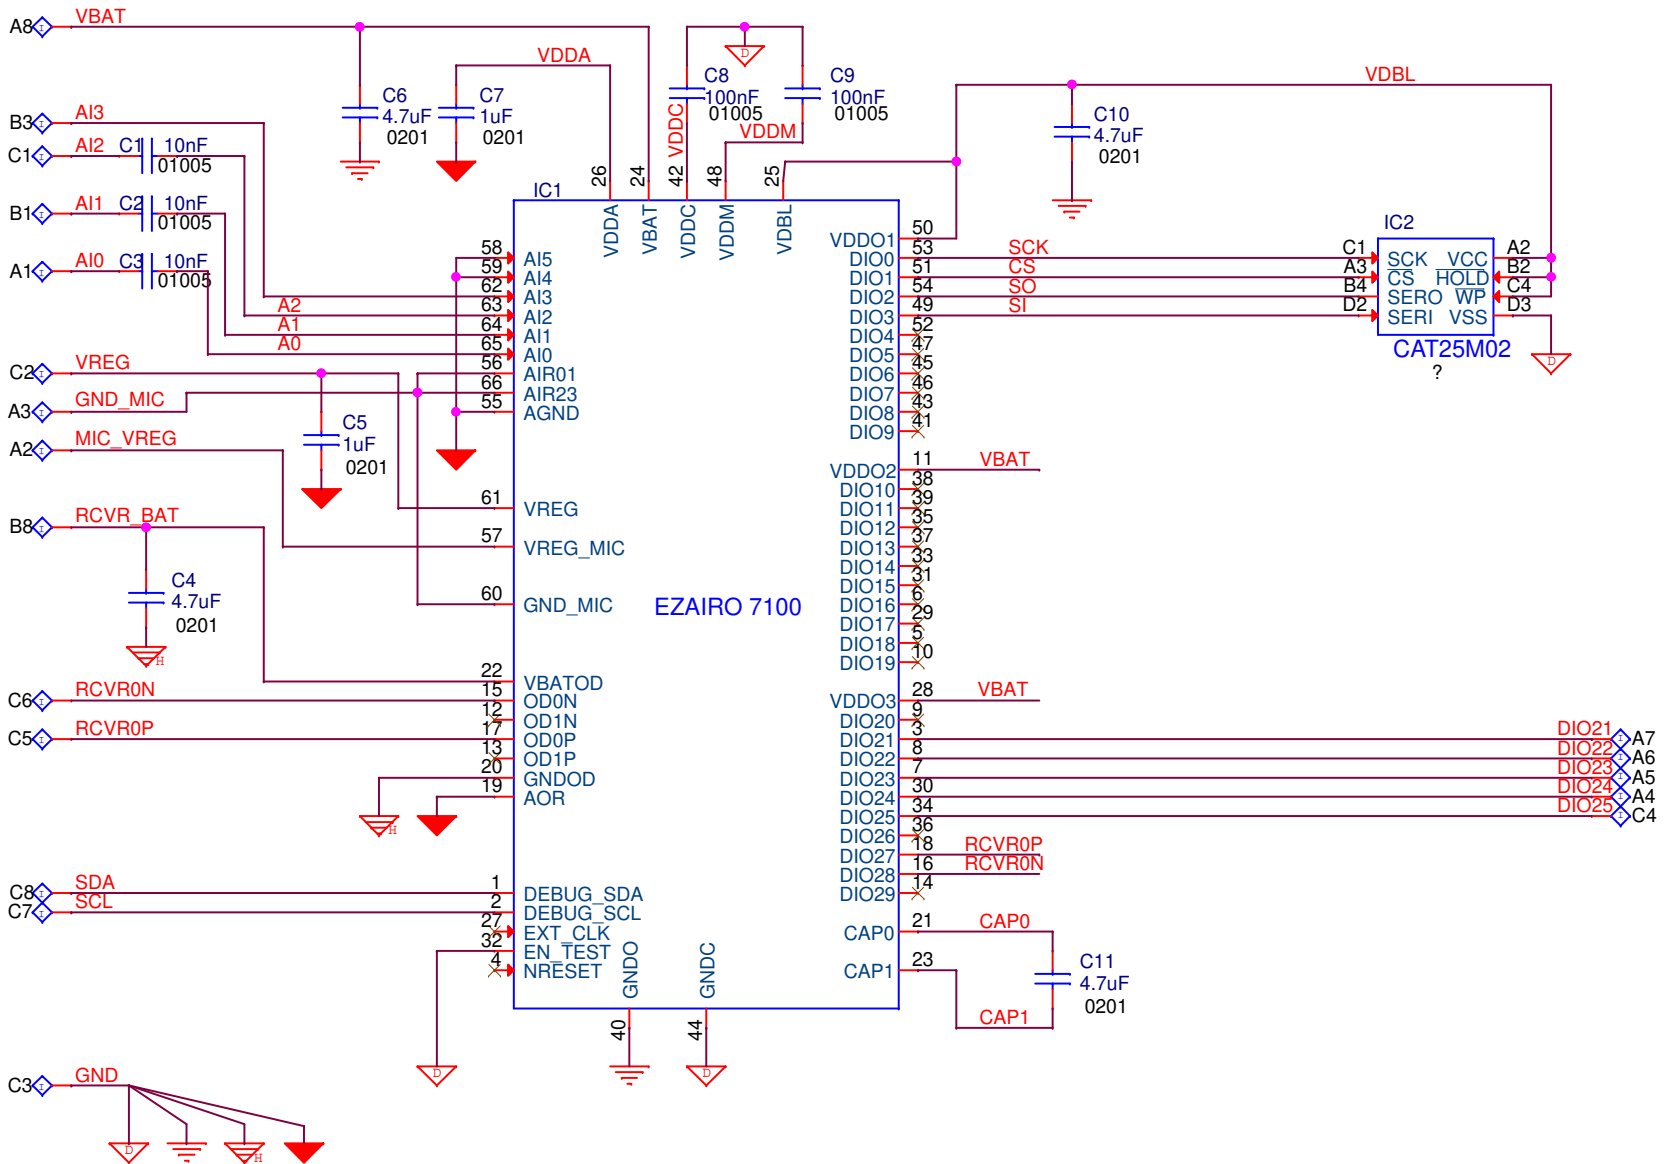 A8 VBAT
VDDA
VDBL
D
C6 4.7uF 0201
C7 1uF 0201
C8 100nF 01005
C9 100nF 01005
C10 4.7uF 0201
VDDC
VDDM
B3 AI3
C1 AI2 C1 10nF 01005
B1 AI1 C2 10nF 01005
A1 AI0 C3 10nF 01005
A2
A1
A0
C2 VREG
A3 GND_MIC
A2 MIC_VREG
C5 1uF 0201
B8 RCVR_BAT
C4 4.7uF 0201
H
C6 RCVR0N
C5 RCVR0P
H
C8 SDA
C7 SCL
IC1
EZAIRO 7100
26 VDDA
24 VBAT
42 VDDC
48 VDDM
25 VDBL
58 AI5
59 AI4
62 AI3
63 AI2
64 AI1
65 AI0
56 AIR01
66 AIR23
55 AGND
61 VREG
57 VREG_MIC
60 GND_MIC
22 VBATOD
15 OD0N
12 OD1N
17 OD0P
13 OD1P
20 GNDOD
19 AOR
1 DEBUG_SDA
2 DEBUG_SCL
27 EXT_CLK
32 EN_TEST
4 NRESET
40 GNDO
44 GNDC
D
D
VDDO1 50
DIO0 53 SCK
DIO1 51 CS
DIO2 54 SO
DIO3 49 SI
DIO4 52
DIO5 47
DIO6 45
DIO7 46
DIO8 43
DIO9 41
VDDO2 11 VBAT
DIO10 38
DIO11 39
DIO12 35
DIO13 37
DIO14 33
DIO15 31
DIO16 6
DIO17 29
DIO18 5
DIO19 10
VDDO3 28 VBAT
DIO20 9
DIO21 3 DIO21 A7
DIO22 8 DIO22 A6
DIO23 7 DIO23 A5
DIO24 30 DIO24 A4
DIO25 34 DIO25 C4
DIO26 36
DIO27 18 RCVR0P
DIO28 16 RCVR0N
DIO29 14
CAP0 21 CAP0
CAP1 23 CAP1
C11 4.7uF 0201
IC2
C1 SCK VCC A2
A3 CS HOLD B2
B4 SERO WP C4
D2 SERI VSS D3
CAT25M02
?
D
C3 GND
D
H